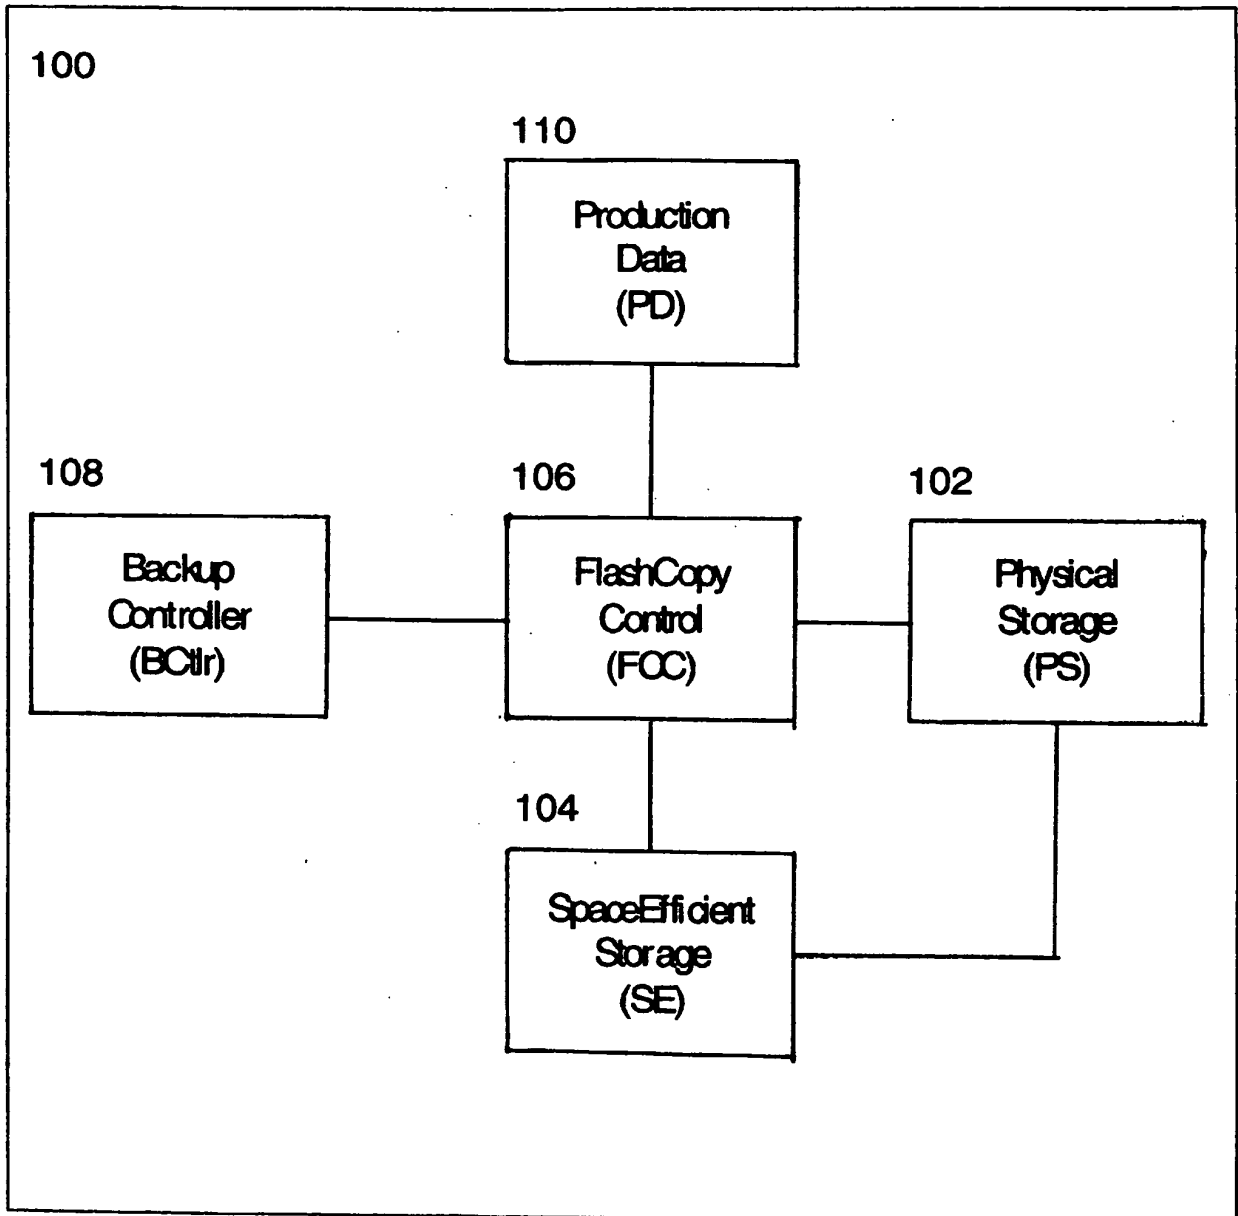 100
110
Production
Data
(PD)
108
106
102
Backup
Controller
(BCtlr)
FlashCopy
Control
(FCC)
Physical
Storage
(PS)
104
SpaceEfficient
Storage
(SE)